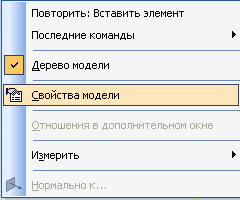 Повторить: Вставить элемент
Последние команды
Дерево модели
Свойства модели
Отношения в дополнительном окне
Измерить
Нормально к...